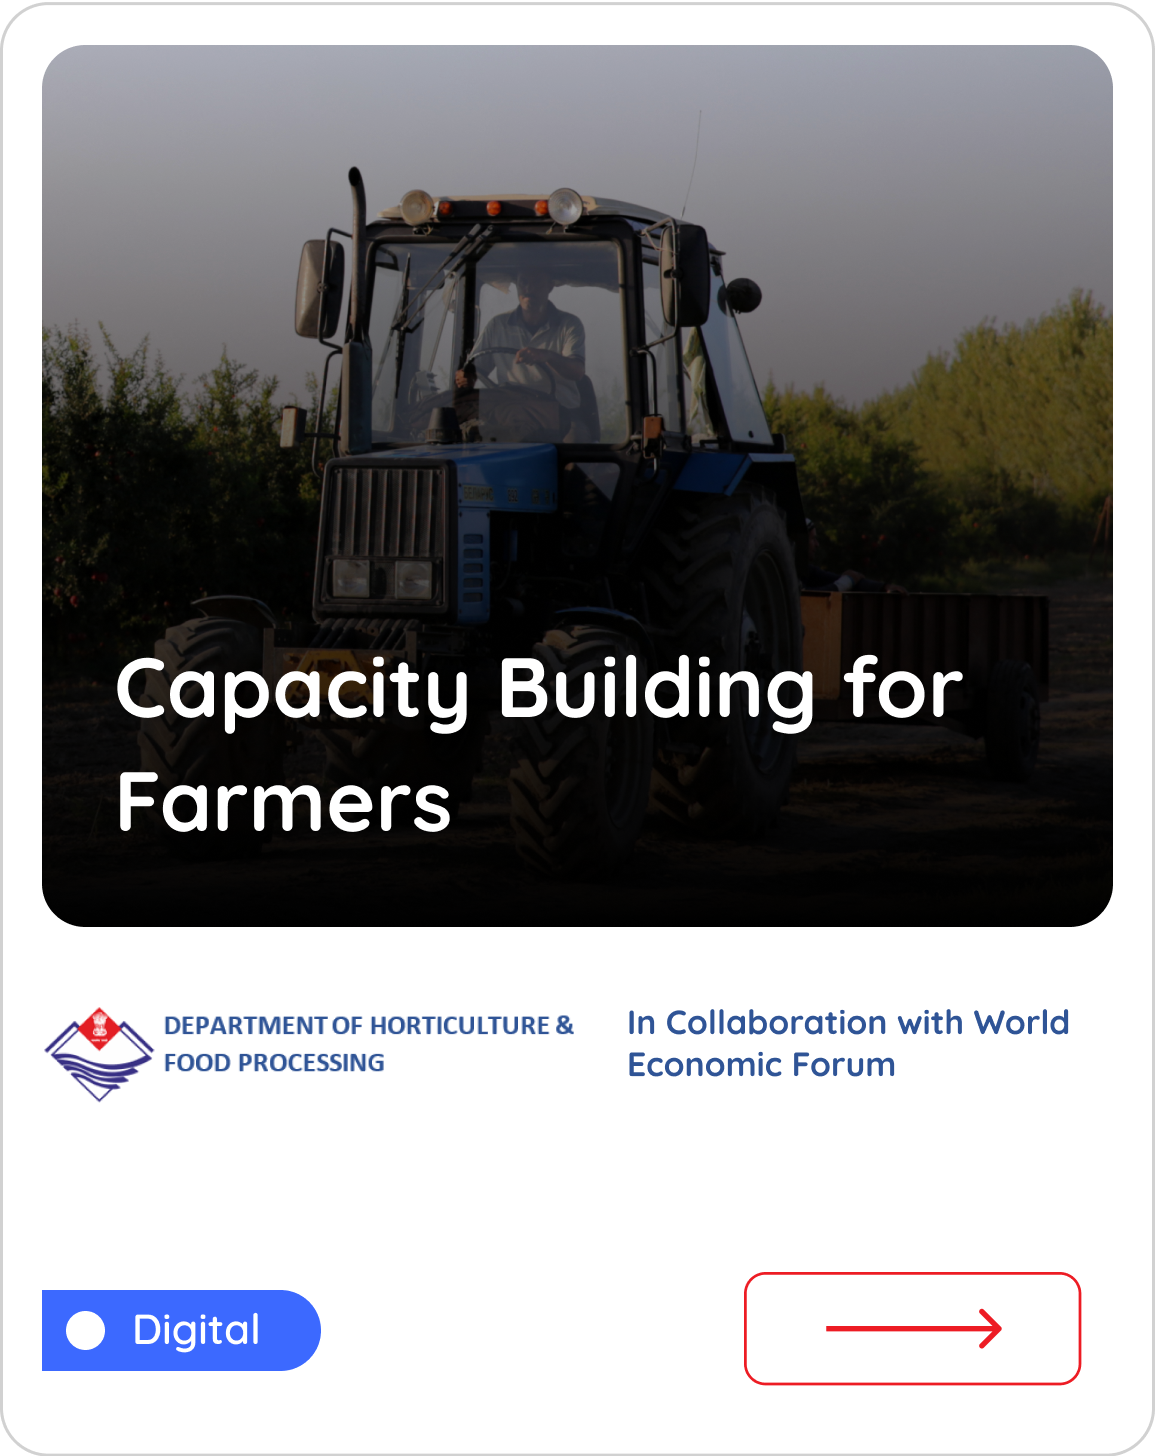 Capacity Building for
Farmers
DEPARTMENT OF HORTICULTURE &
FOOD PROCESSING
In Collaboration with World
Economic Forum
Digital